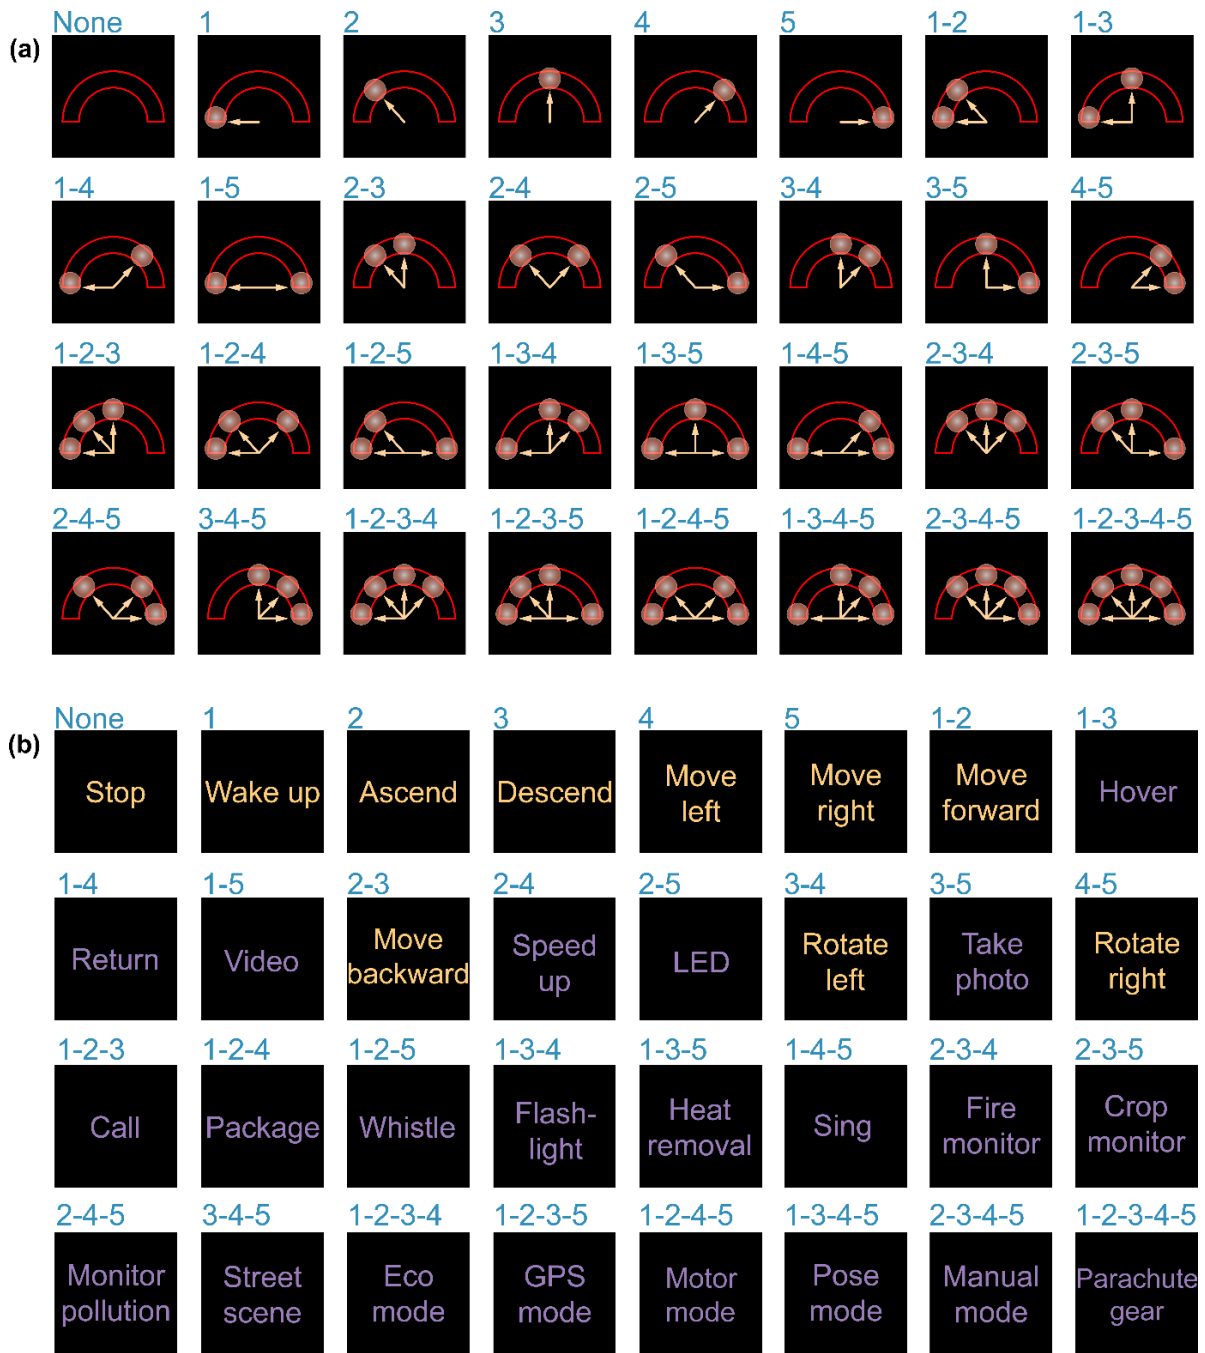 None 1 2 3 4 5 1-2 1-3
(a)
1-4 1-5 2-3 2-4 2-5 3-4 3-5 4-5
1-2-3 1-2-4 1-2-5 1-3-4 1-3-5 1-4-5 2-3-4 2-3-5
2-4-5 3-4-5 1-2-3-4 1-2-3-5 1-2-4-5 1-3-4-5 2-3-4-5 1-2-3-4-5
None 1 2 3 4 5 1-2 1-3
(b)
Stop
Wake up
Ascend
Descend
Move
left
Move
right
Move
forward
Hover
1-4 1-5 2-3 2-4 2-5 3-4 3-5 4-5
Return
Video
Move
backward
Speed
up
LED
Rotate
left
Take
photo
Rotate
right
1-2-3 1-2-4 1-2-5 1-3-4 1-3-5 1-4-5 2-3-4 2-3-5
Call
Package
Whistle
Flash-
light
Heat
removal
Sing
Fire
monitor
Crop
monitor
2-4-5 3-4-5 1-2-3-4 1-2-3-5 1-2-4-5 1-3-4-5 2-3-4-5 1-2-3-4-5
Monitor
pollution
Street
scene
Eco
mode
GPS
mode
Motor
mode
Pose
mode
Manual
mode
Parachute
gear